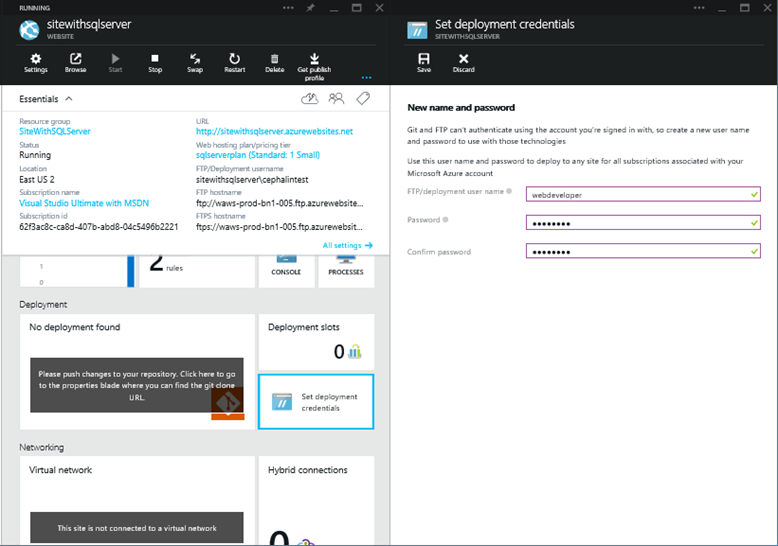 RUNNING
sitewithsqlserver
WEBSITE
Settings
Browse
Start
Stop
Swap
Restart
Delete
Get publish
profile
Essentials
Resource group
SiteWithSQLServer
Status
Running
Location
East US 2
Subscription name
Visual Studio Ultimate with MSDN
Subscription id
62f3ac8c-ca8d-407b-abd8-04c5496b2221
URL
http://sitewithsqlserver.azurewebsites.net
Web hosting plan/pricing tier
sqlserverplan (Standard: 1 Small)
FTP/Deployment username
sitewithsqlserver\cephalintest
FTP hostname
ftp://waws-prod-bn1-005.ftp.azurewebsite...
FTPS hostname
ftps://waws-prod-bn1-005.ftp.azurewebsit...
All settings
1
0
2 rules
CONSOLE
PROCESSES
Deployment
No deployment found
Please push changes to your repository. Click here to go
to the properties blade where you can find the git clone
URL.
Deployment slots
0
Set deployment
credentials
Networking
Virtual network
This site is not connected to a virtual network
Hybrid connections
0
Set deployment credentials
SITEWITHSQLSERVER
Save
Discard
New name and password
Git and FTP can't authenticate using the account you're signed in with, so create a new user name
and password to use with those technologies
Use this user name and password to deploy to any site for all subscriptions associated with your
Microsoft Azure account
FTP/deployment user name
webdeveloper
Password
••••••••
Confirm password
••••••••